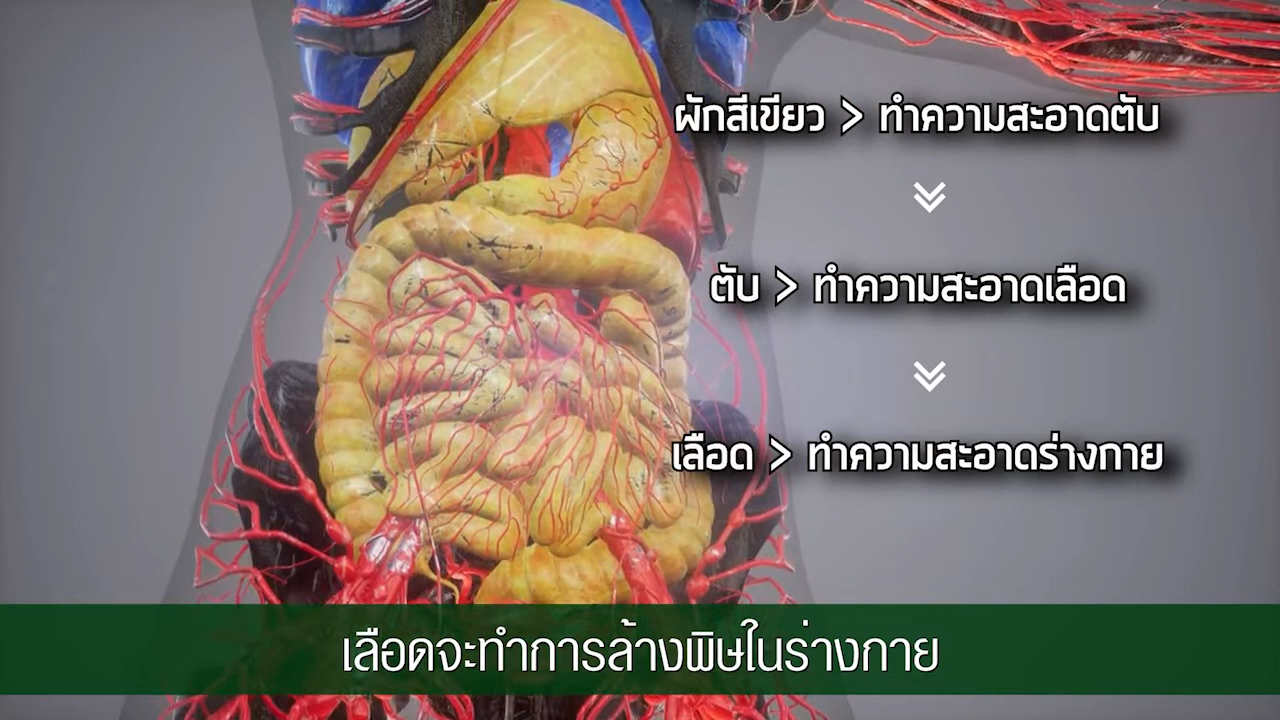 ผักสีเขียว > ทำความสะอาดตับ
ตับ > ทำความสะอาดเลือด
เลือด > ทำความสะอาดร่างกาย
เลือดจะทำการล้างพิษในร่างกาย